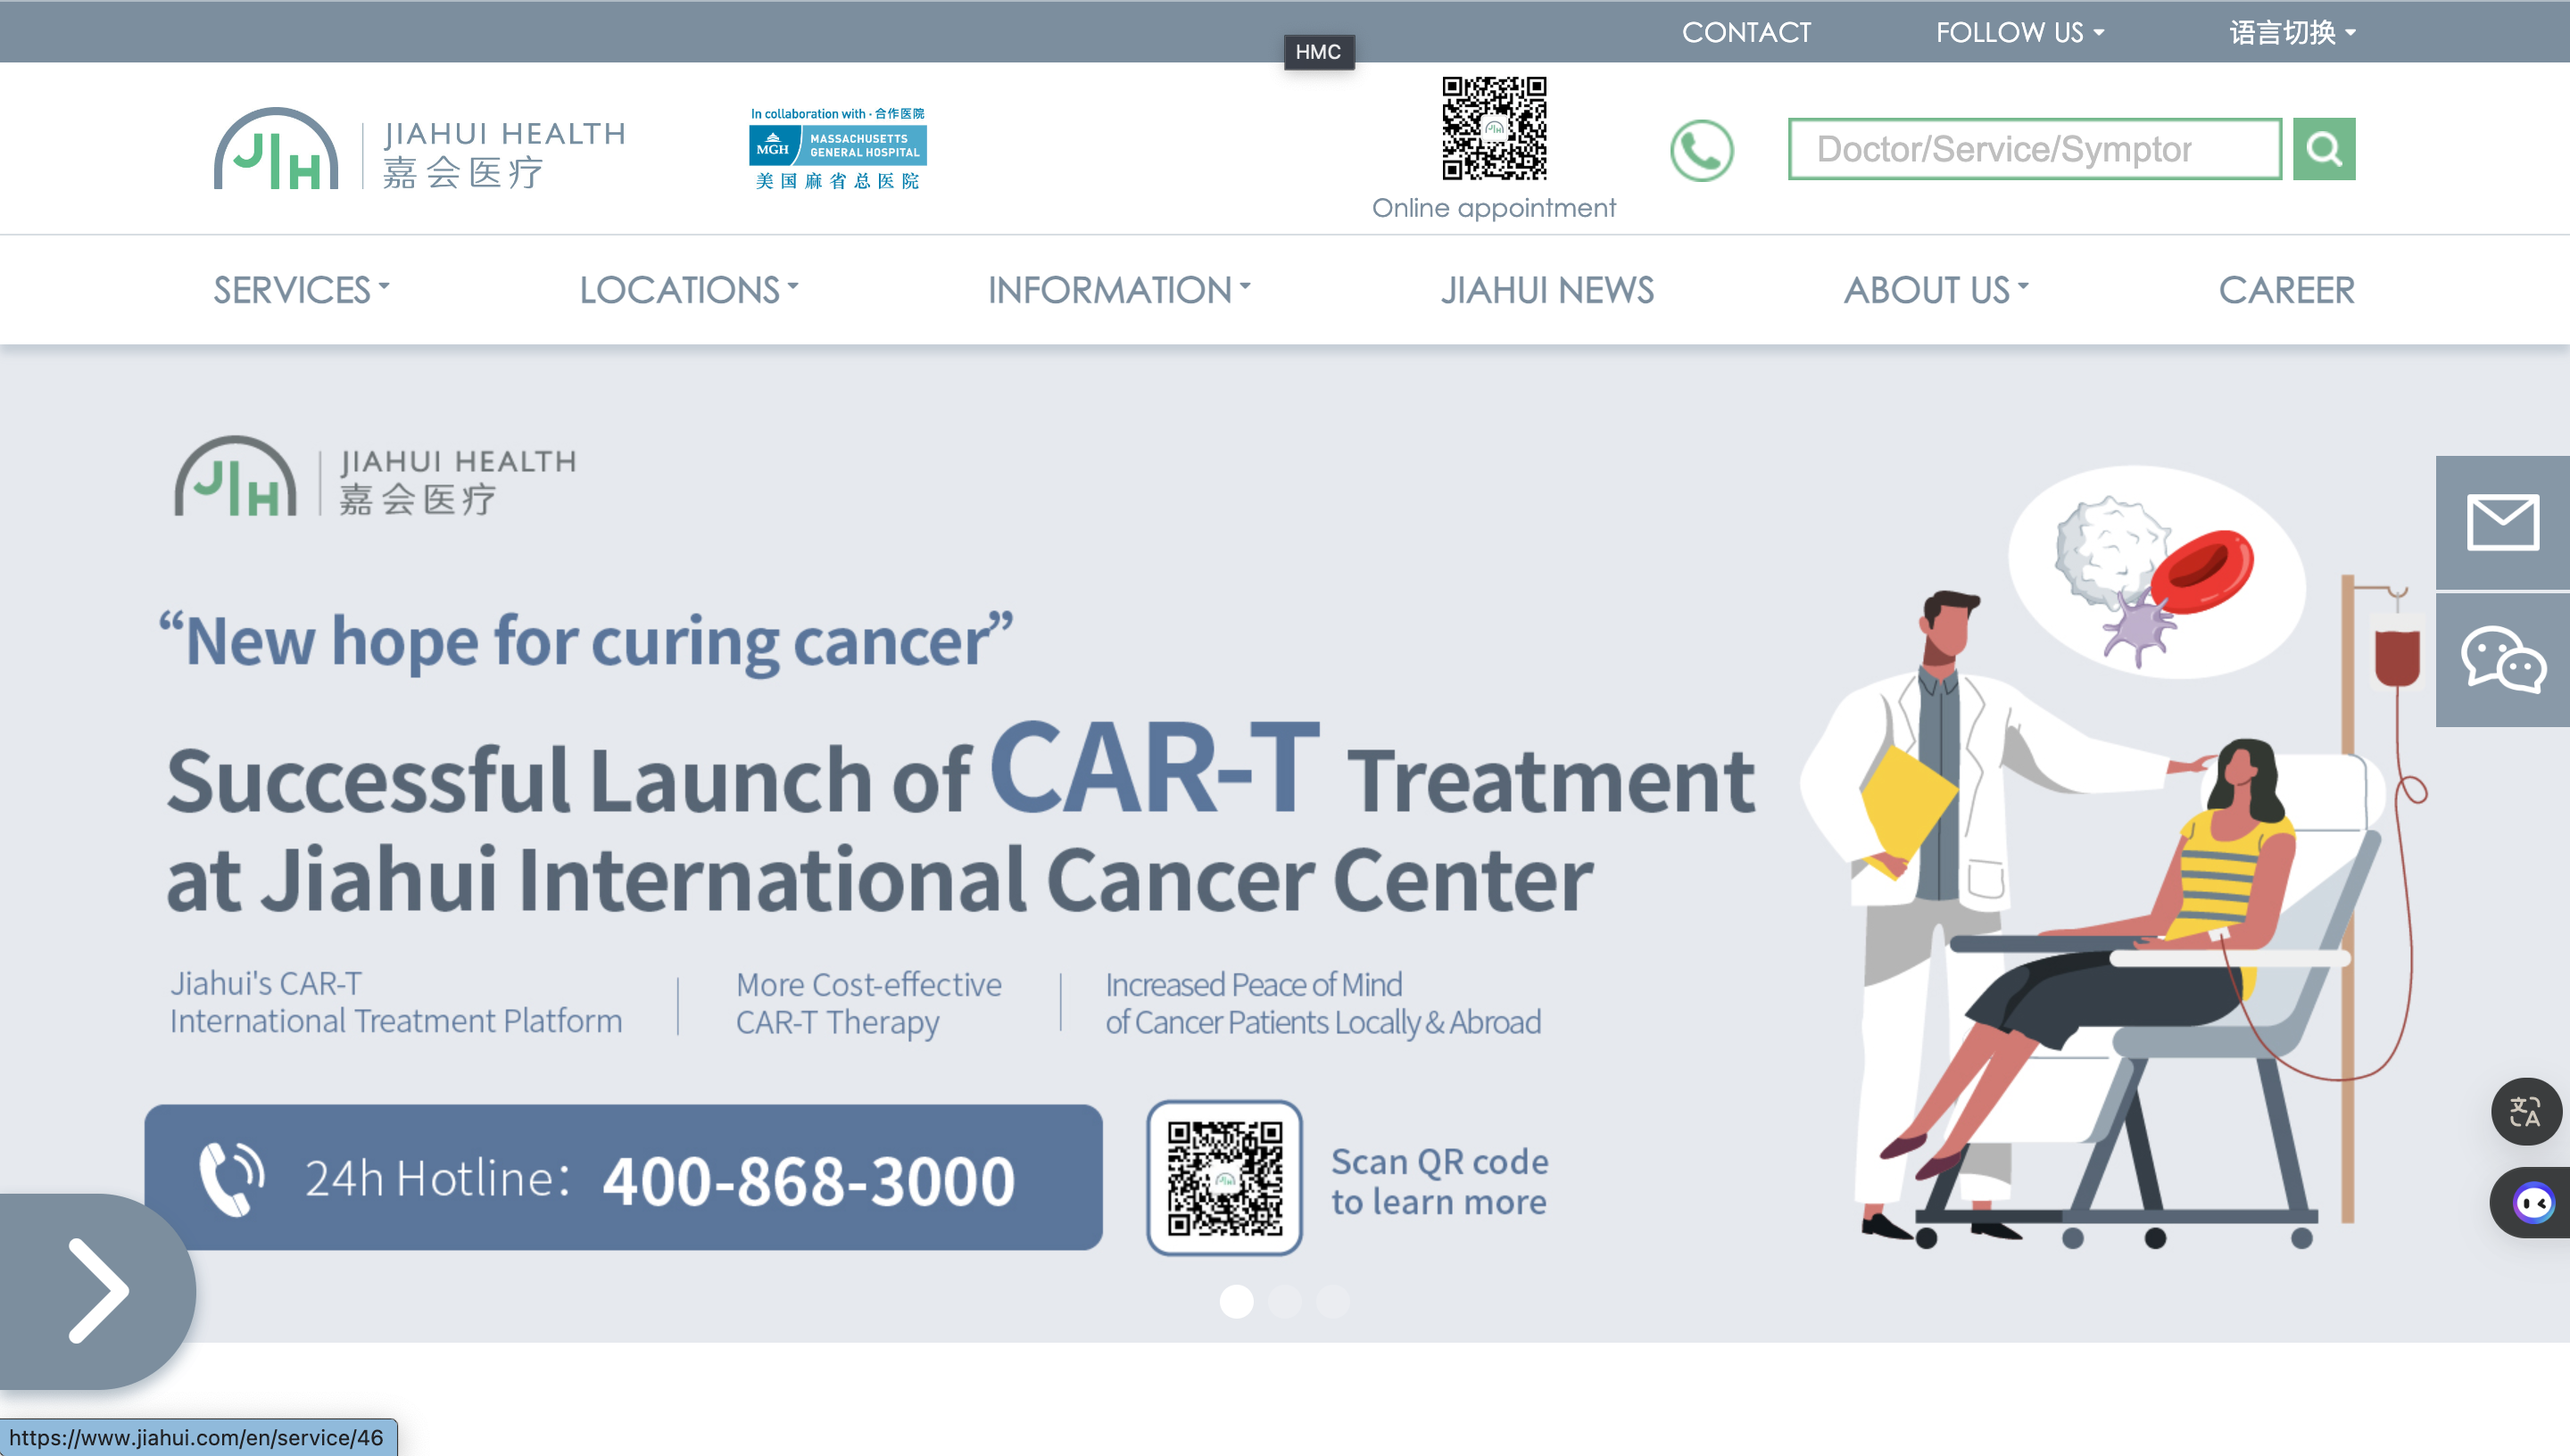 CONTACT
FOLLOW US
语言切换
HMC
JIH
JIAHUI HEALTH
嘉会医疗
In collaboration with · 合作医院
MGH
MASSACHUSETTS
GENERAL HOSPITAL
美国麻省总医院
Online appointment
Doctor/Service/Symptor
SERVICES
LOCATIONS
INFORMATION
JIAHUI NEWS
ABOUT US
CAREER
JIH
JIAHUI HEALTH
嘉会医疗
“New hope for curing cancer”
Successful Launch of CAR-T Treatment
at Jiahui International Cancer Center
Jiahui's CAR-T
International Treatment Platform
More Cost-effective
CAR-T Therapy
Increased Peace of Mind
of Cancer Patients Locally & Abroad
24h Hotline: 400-868-3000
Scan QR code
to learn more
文A
https://www.jiahui.com/en/service/46